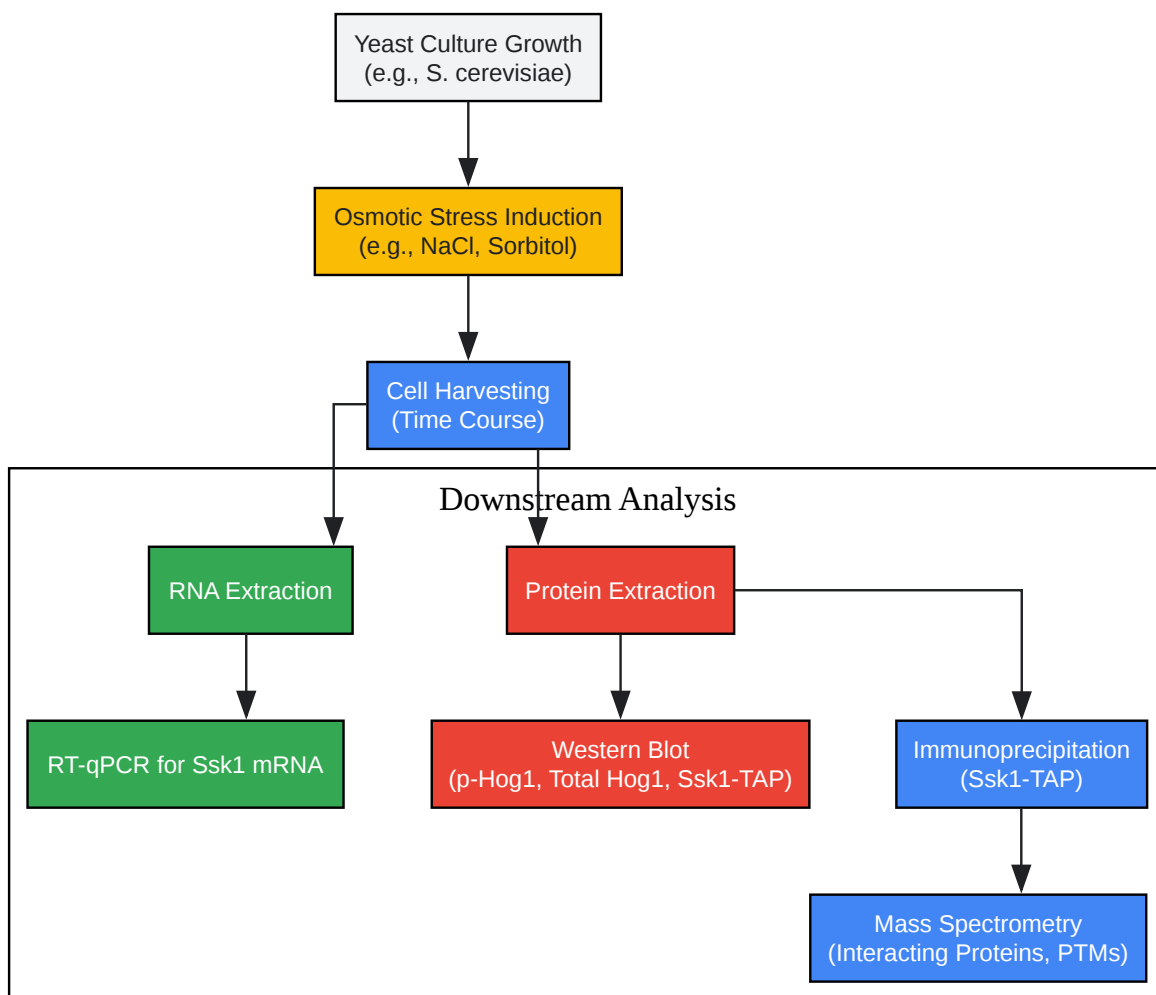 Yeast Culture Growth
(e.g., S. cerevisiae)
Osmotic Stress Induction
(e.g., NaCl, Sorbitol)
Cell Harvesting
(Time Course)
Downstream Analysis
RNA Extraction
Protein Extraction
RT-qPCR for Ssk1 mRNA
Western Blot
(p-Hog1, Total Hog1, Ssk1-TAP)
Immunoprecipitation
(Ssk1-TAP)
Mass Spectrometry
(Interacting Proteins, PTMs)